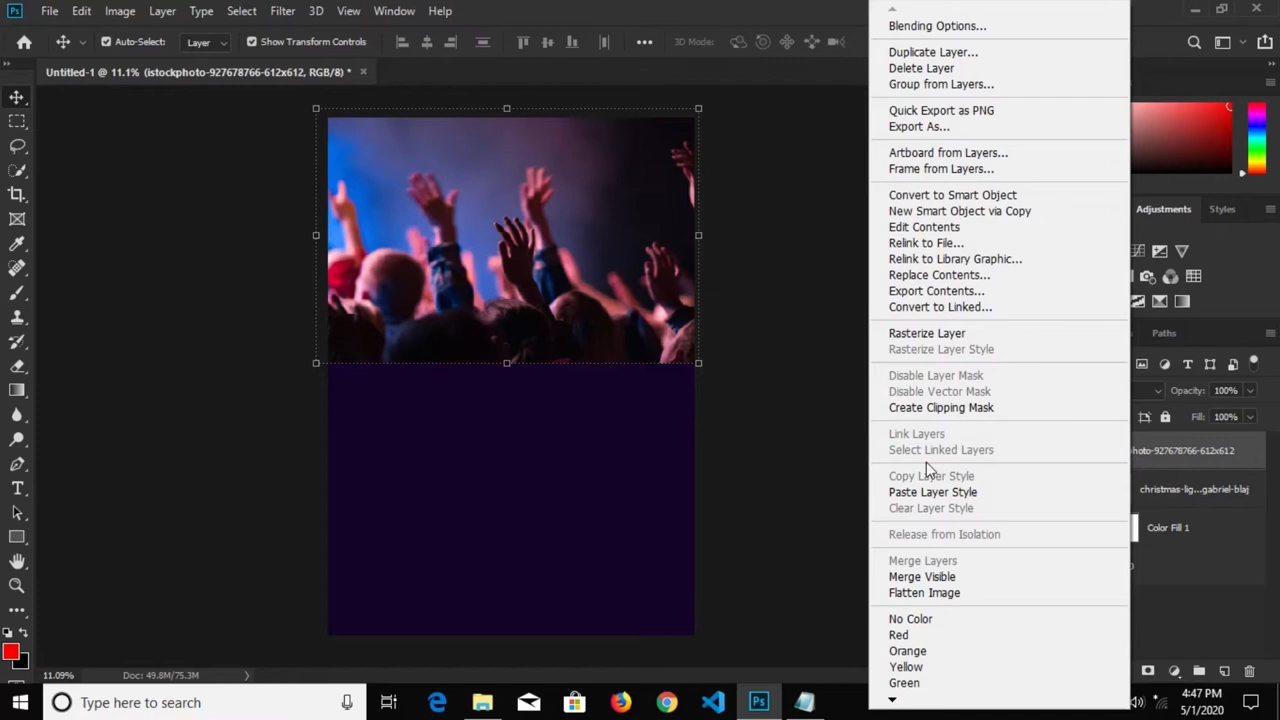 Ps File Edit Image Layer Type Select Filter 3D View Window Help
Auto-Select: Layer Show Transform Controls 3D Mode:
Untitled-1 @ 11.1% (istockphoto-927678766-612x612, RGB/8) *
Blending Options...
Duplicate Layer...
Delete Layer
Group from Layers...
Quick Export as PNG
Export As...
Artboard from Layers...
Frame from Layers...
Convert to Smart Object
New Smart Object via Copy
Edit Contents
Relink to File...
Relink to Library Graphic...
Replace Contents...
Export Contents...
Convert to Linked...
Rasterize Layer
Rasterize Layer Style
Disable Layer Mask
Disable Vector Mask
Create Clipping Mask
Link Layers
Select Linked Layers
Copy Layer Style
Paste Layer Style
Clear Layer Style
Release from Isolation
Merge Layers
Merge Visible
Flatten Image
No Color
Red
Orange
Yellow
Green
Adjustments Styles
Paths
Opacity: 100%
Fill: 100%
photo-927678766-612x612
christmas-lig...gabriel-blaj
Color Fill 1
11.09% Doc: 49.8M/75.3M
Type here to search
Ps
4:47 PM
5/1/2020